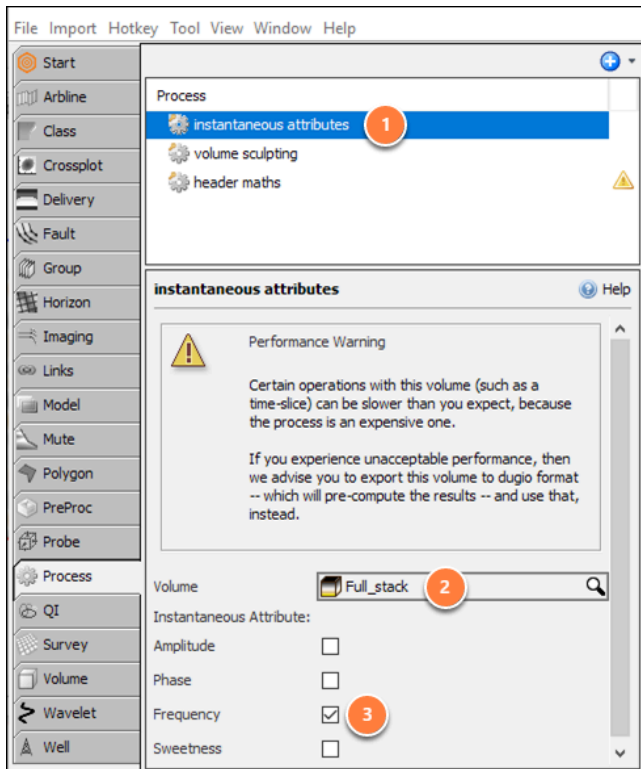 File Import Hotkey Tool View Window Help
Start
Arbline
Class
Crossplot
Delivery
Fault
Group
Horizon
Imaging
Links
Model
Mute
Polygon
PreProc
Probe
Process
QI
Survey
Volume
Wavelet
Well
Process
instantaneous attributes 1
volume sculpting
header maths
instantaneous attributes Help
Performance Warning
Certain operations with this volume (such as a
time-slice) can be slower than you expect, because
the process is an expensive one.
If you experience unacceptable performance, then
we advise you to export this volume to dugio format
-- which will pre-compute the results -- and use that,
instead.
Volume Full_stack 2
Instantaneous Attribute:
Amplitude
Phase
Frequency 3
Sweetness